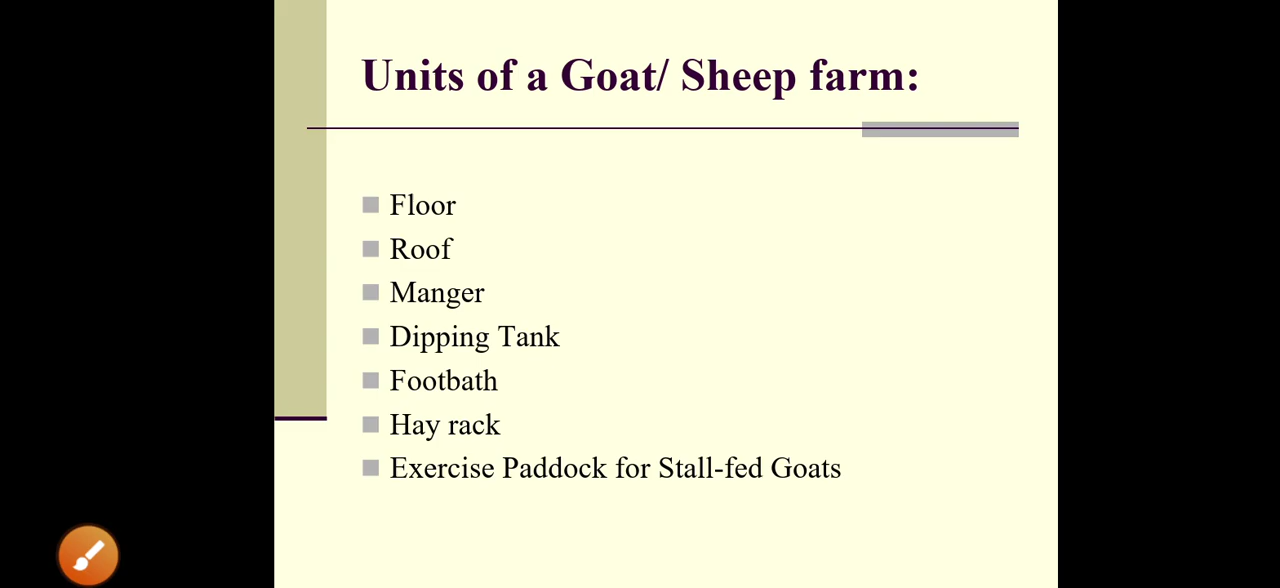 Units of a Goat/ Sheep farm:
Floor
Roof
Manger
Dipping Tank
Footbath
Hay rack
Exercise Paddock for Stall-fed Goats